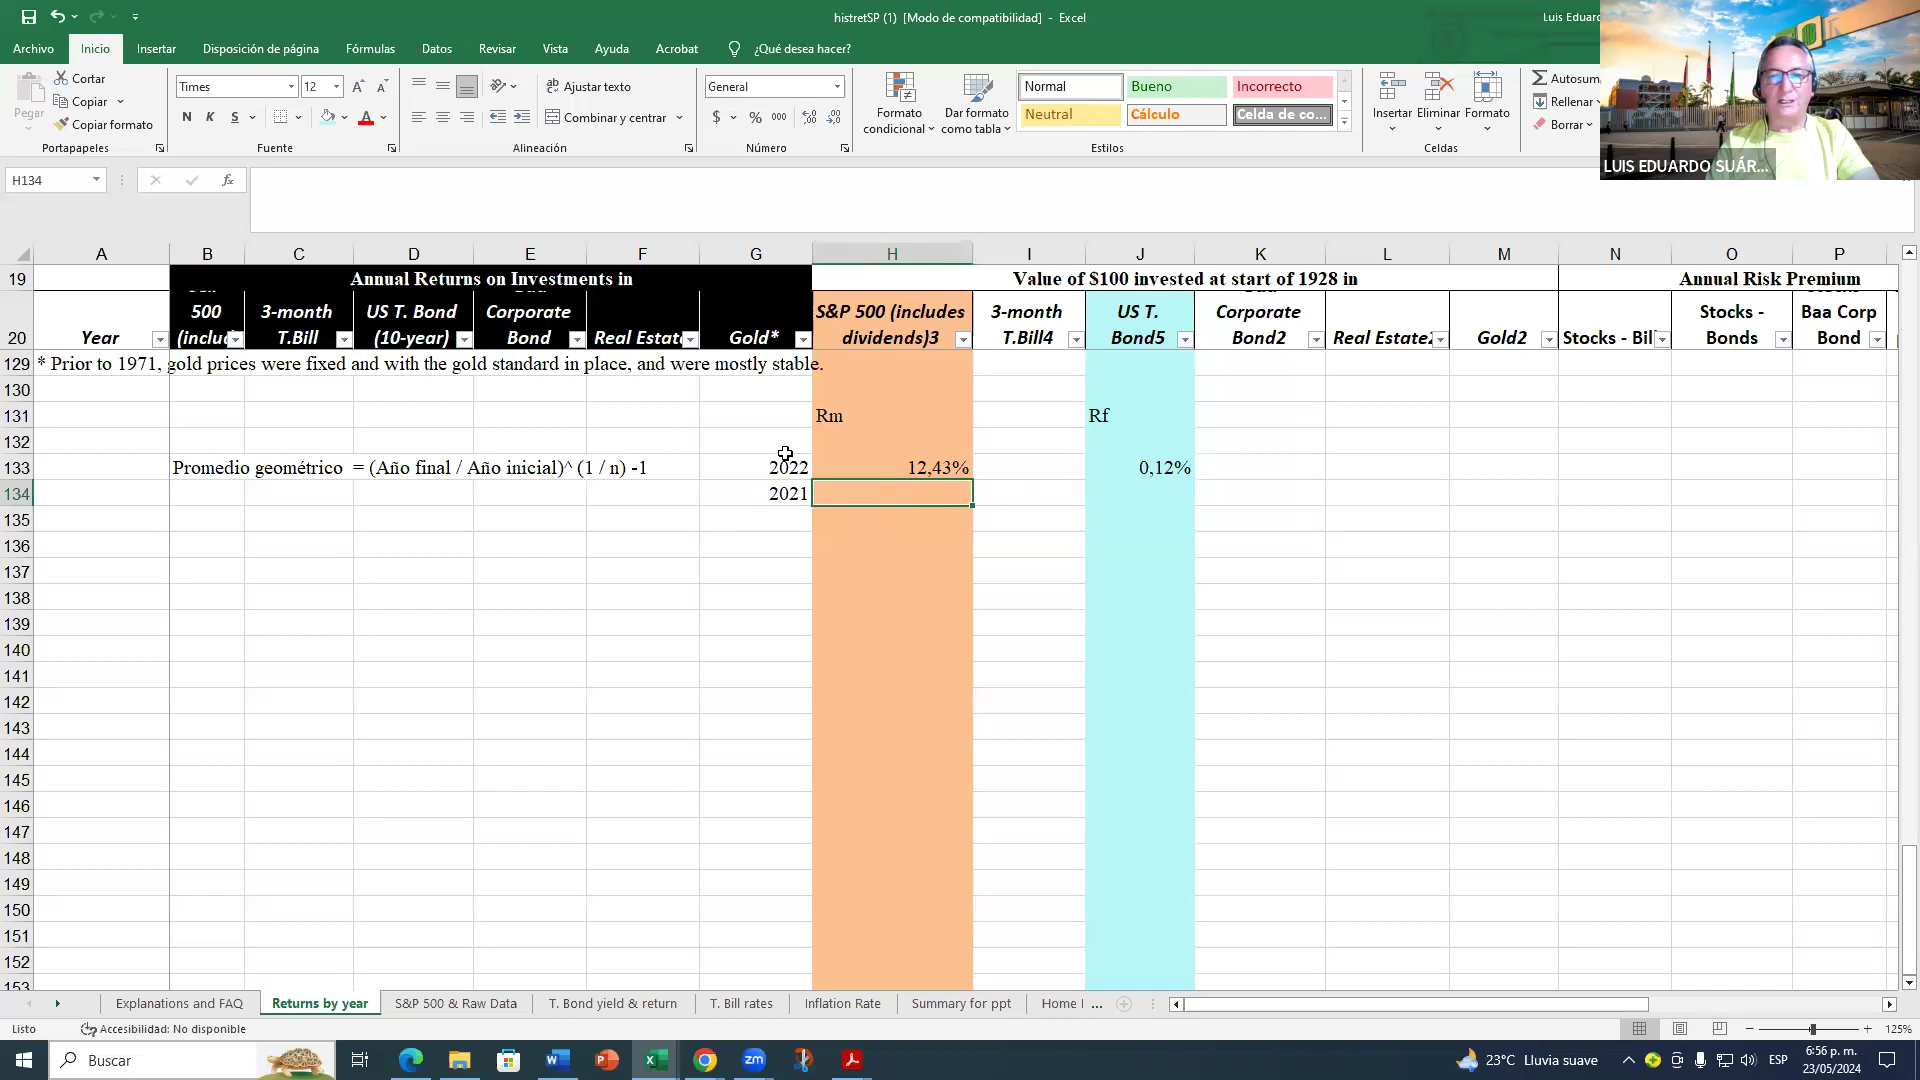 histretSP (1) [Modo de compatibilidad] - Excel
Luis Eduar
Archivo Inicio Insertar Disposición de página Fórmulas Datos Revisar Vista Ayuda Acrobat ¿Qué desea hacer?
Pegar
Cortar
Copiar
Copiar formato
Portapapeles
Times 12
N K S
Fuente
Ajustar texto
Combinar y centrar
Alineación
General
$ % 000
Número
Formato condicional
Dar formato como tabla
Normal Bueno Incorrecto
Neutral Cálculo Celda de co...
Estilos
Insertar Eliminar Formato
Celdas
Autosum
Rellenar
Borrar
LUIS EDUARDO SUÁR...
H134
fx
A B C D E F G H I J K L M N O P
19 Annual Returns on Investments in Value of $100 invested at start of 1928 in Annual Risk Premium
500 3-month US T. Bond Corporate S&P 500 (includes 3-month US T. Corporate Stocks - Baa Corp
20 Year (inclu T.Bill (10-year) Bond Real Estat Gold* dividends)3 T.Bill4 Bond5 Bond2 Real Estate2 Gold2 Stocks - Bil Bonds Bond
129 * Prior to 1971, gold prices were fixed and with the gold standard in place, and were mostly stable.
130
131 Rm Rf
132
133 Promedio geométrico = (Año final / Año inicial)^ (1 / n) -1 2022 12,43% 0,12%
134 2021
135
136
137
138
139
140
141
142
143
144
145
146
147
148
149
150
151
152
153
Explanations and FAQ Returns by year S&P 500 & Raw Data T. Bond yield & return T. Bill rates Inflation Rate Summary for ppt Home I ...
Listo Accesibilidad: No disponible 125%
Buscar
23°C Lluvia suave
ESP
6:56 p. m.
23/05/2024